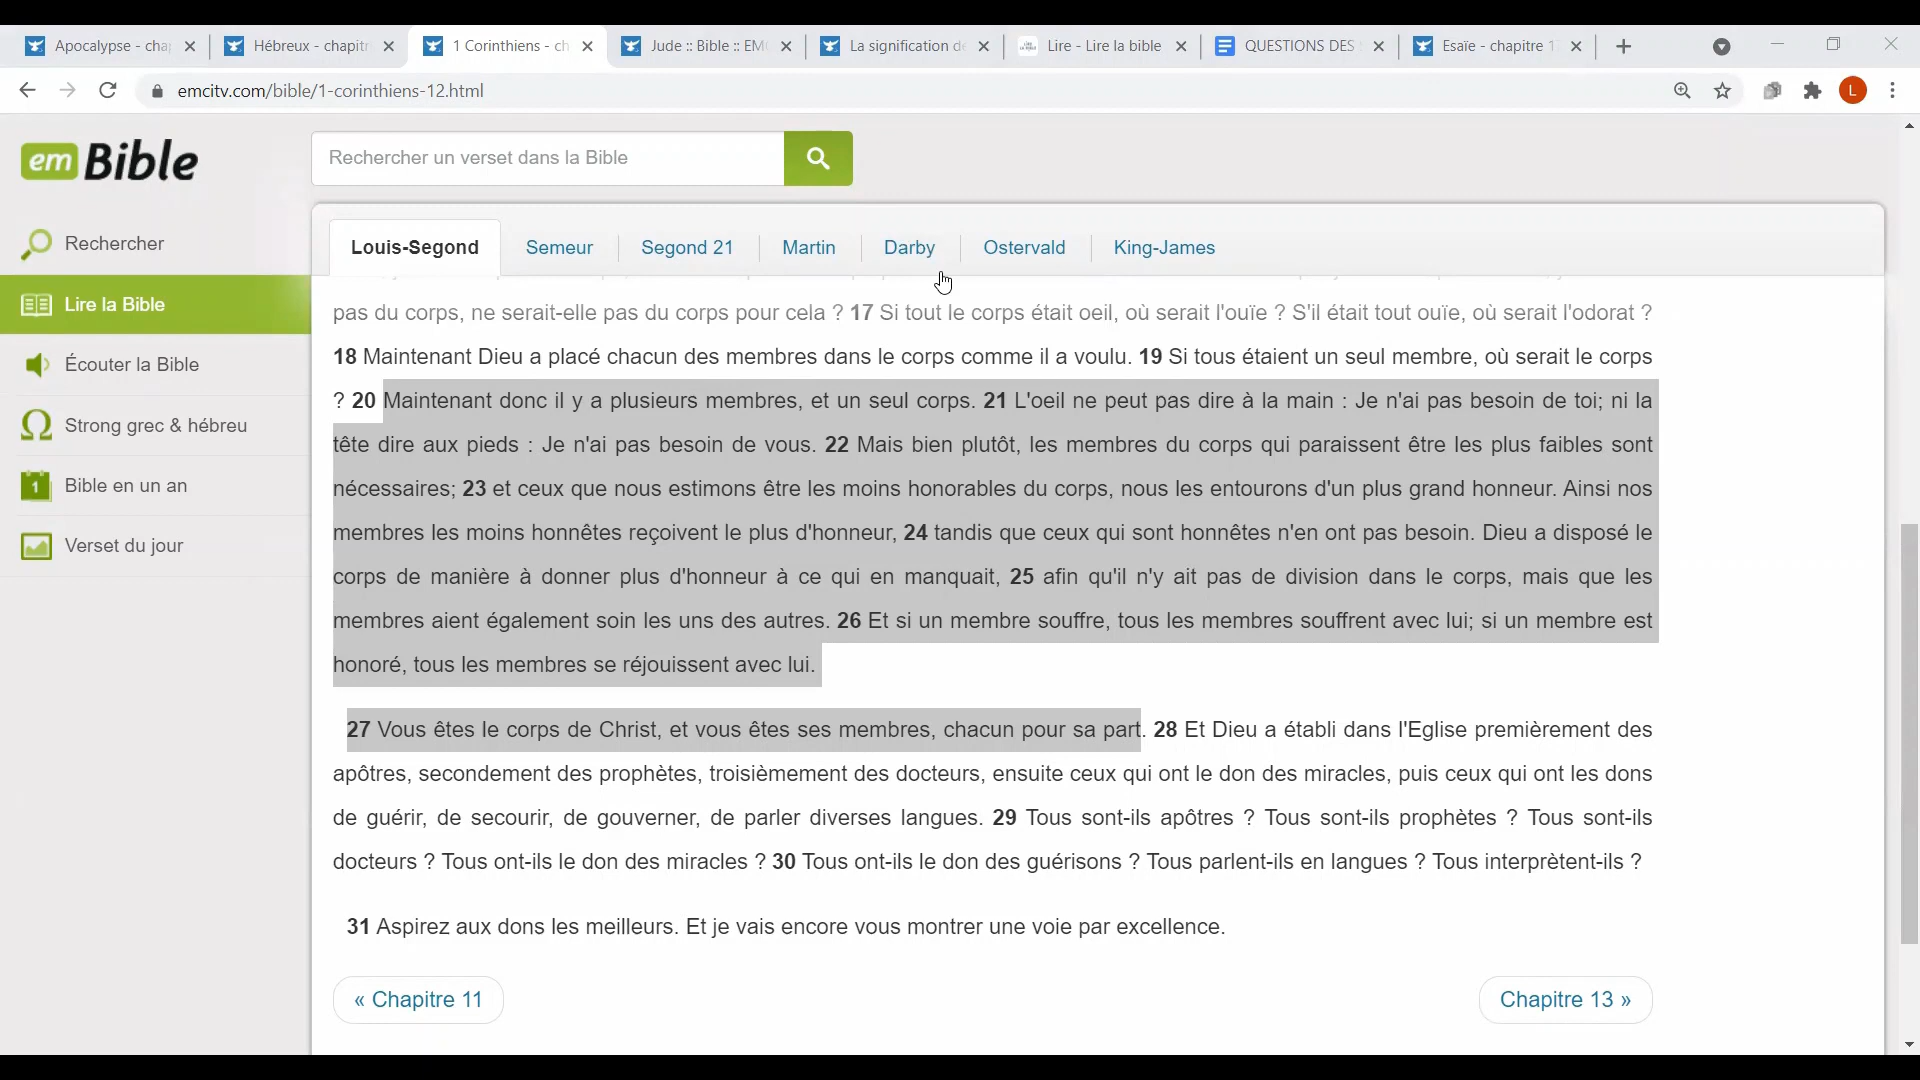 Apocalypse - cha
Hébreux - chapitr
1 Corinthiens - ch
Jude :: Bible :: EM
La signification d
Lire - Lire la bible
QUESTIONS DES
Esaïe - chapitre 1
emcitv.com/bible/1-corinthiens-12.html
L
em Bible
Rechercher un verset dans la Bible
Rechercher
Lire la Bible
Écouter la Bible
Strong grec & hébreu
1
Bible en un an
Verset du jour
Louis-Segond
Semeur
Segond 21
Martin
Darby
Ostervald
King-James
pas du corps, ne serait-elle pas du corps pour cela ? 17 Si tout le corps était oeil, où serait l'ouïe ? S'il était tout ouïe, où serait l'odorat ?
18 Maintenant Dieu a placé chacun des membres dans le corps comme il a voulu. 19 Si tous étaient un seul membre, où serait le corps
? 20 Maintenant donc il y a plusieurs membres, et un seul corps. 21 L'oeil ne peut pas dire à la main : Je n'ai pas besoin de toi; ni la
tête dire aux pieds : Je n'ai pas besoin de vous. 22 Mais bien plutôt, les membres du corps qui paraissent être les plus faibles sont
nécessaires; 23 et ceux que nous estimons être les moins honorables du corps, nous les entourons d'un plus grand honneur. Ainsi nos
membres les moins honnêtes reçoivent le plus d'honneur, 24 tandis que ceux qui sont honnêtes n'en ont pas besoin. Dieu a disposé le
corps de manière à donner plus d'honneur à ce qui en manquait, 25 afin qu'il n'y ait pas de division dans le corps, mais que les
membres aient également soin les uns des autres. 26 Et si un membre souffre, tous les membres souffrent avec lui; si un membre est
honoré, tous les membres se réjouissent avec lui.
27 Vous êtes le corps de Christ, et vous êtes ses membres, chacun pour sa part. 28 Et Dieu a établi dans l'Eglise premièrement des
apôtres, secondement des prophètes, troisièmement des docteurs, ensuite ceux qui ont le don des miracles, puis ceux qui ont les dons
de guérir, de secourir, de gouverner, de parler diverses langues. 29 Tous sont-ils apôtres ? Tous sont-ils prophètes ? Tous sont-ils
docteurs ? Tous ont-ils le don des miracles ? 30 Tous ont-ils le don des guérisons ? Tous parlent-ils en langues ? Tous interprètent-ils ?
31 Aspirez aux dons les meilleurs. Et je vais encore vous montrer une voie par excellence.
« Chapitre 11
Chapitre 13 »